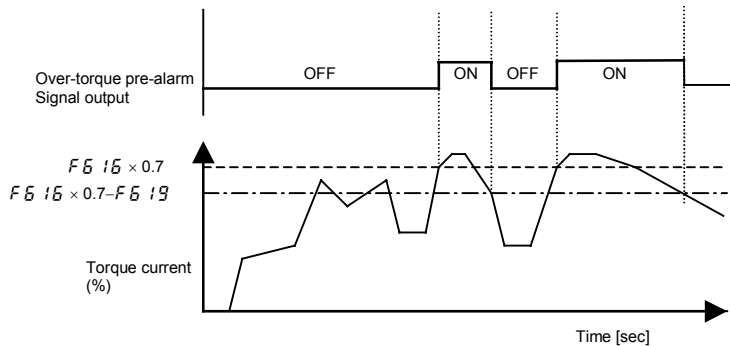 Over-torque pre-alarm
Signal output
OFF
ON
OFF
ON
F616 × 0.7
F616 × 0.7–F619
Torque current
(%)
Time [sec]